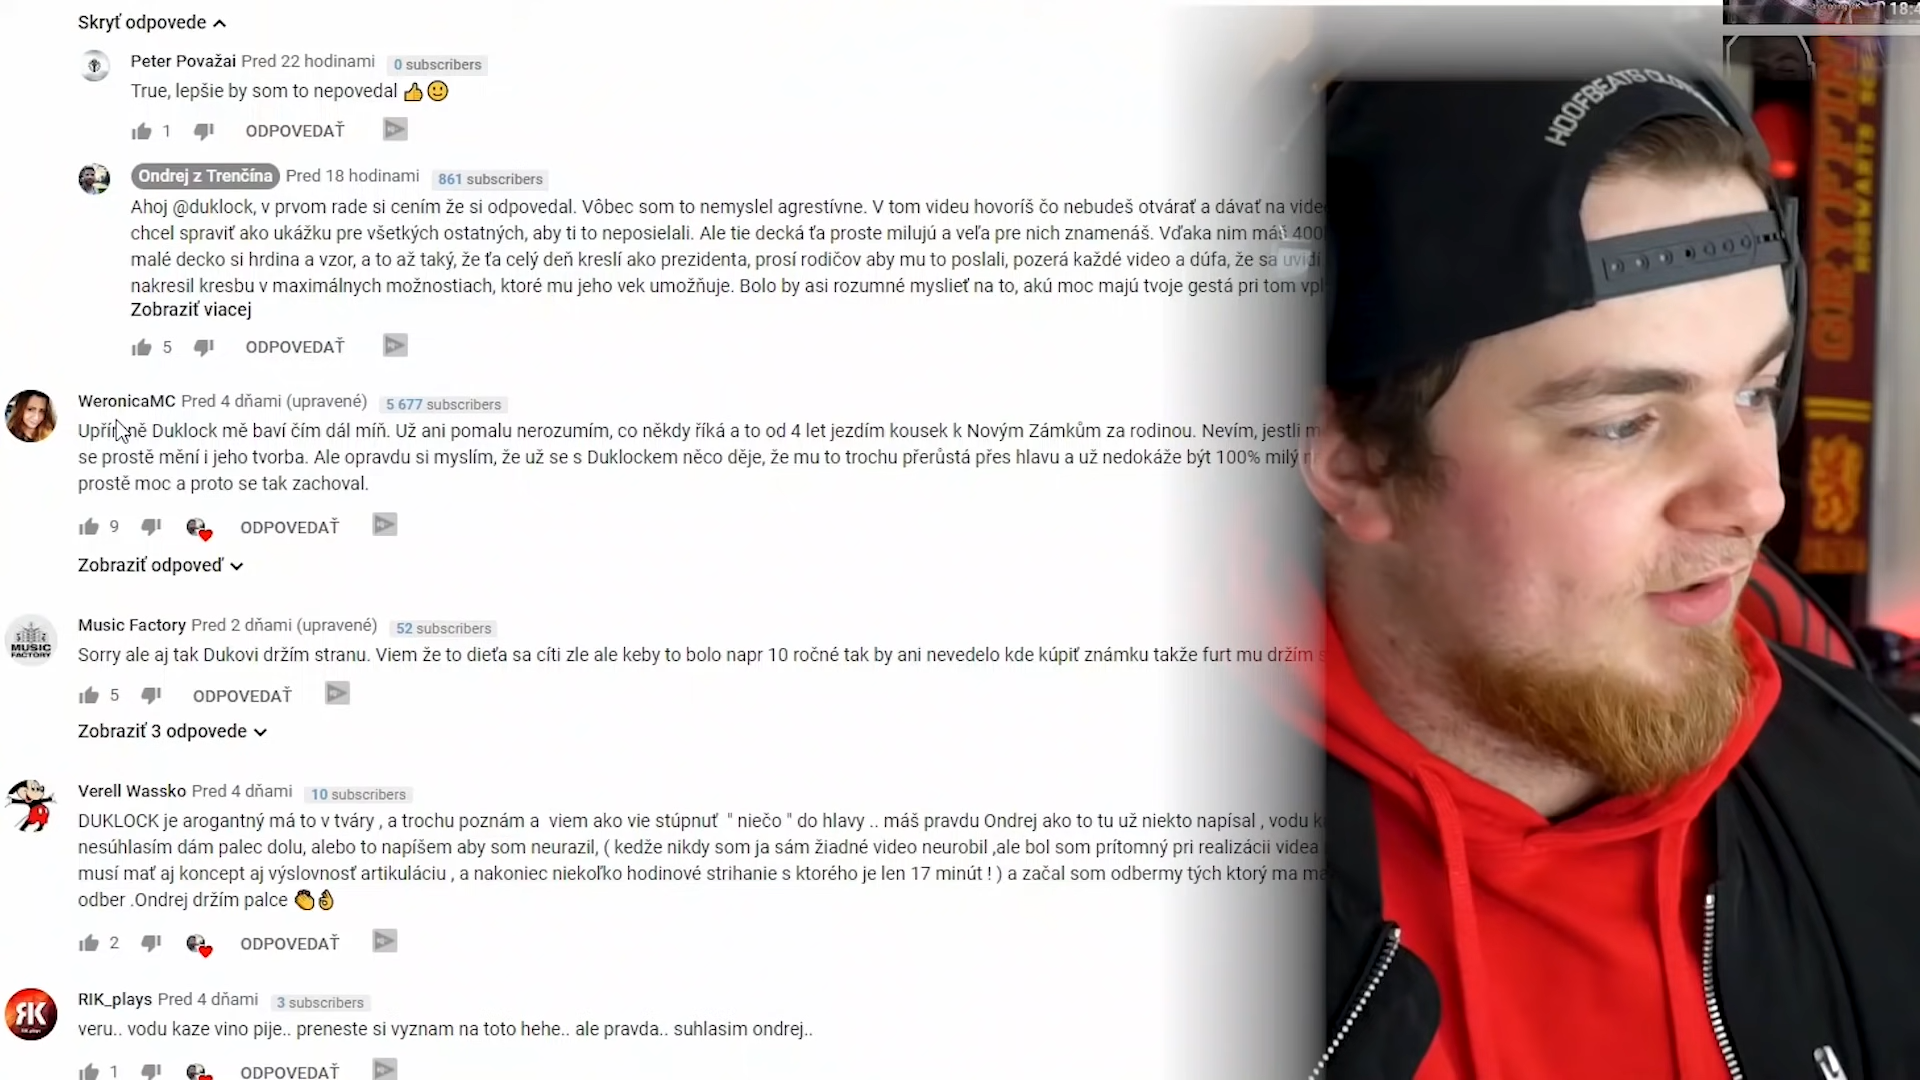 Skryť odpovede
18:4
Peter Považai Pred 22 hodinami 0 subscribers
True, lepšie by som to nepovedal 👍🙂
1 ODPOVEDAŤ
Ondrej z Trenčína Pred 18 hodinami 861 subscribers
Ahoj @duklock, v prvom rade si cením že si odpovedal. Vôbec som to nemyslel agrestívne. V tom videu hovoríš čo nebudeš otvárať a dávať na vide
chcel spraviť ako ukážku pre všetkých ostatných, aby ti to neposielali. Ale tie decká ťa proste milujú a veľa pre nich znamenáš. Vďaka nim máš 400
malé decko si hrdina a vzor, a to až taký, že ťa celý deň kreslí ako prezidenta, prosí rodičov aby mu to poslali, pozerá každé video a dúfa, že sa uvidí
nakresil kresbu v maximálnych možnostiach, ktoré mu jeho vek umožňuje. Bolo by asi rozumné myslieť na to, akú moc majú tvoje gestá pri tom vpl
Zobraziť viacej
5 ODPOVEDAŤ
WeronicaMC Pred 4 dňami (upravené) 5 677 subscribers
Upřímně Duklock mě baví čím dál míň. Už ani pomalu nerozumím, co někdy říká a to od 4 let jezdím kousek k Novým Zámkům za rodinou. Nevím, jestli m
se prostě mění i jeho tvorba. Ale opravdu si myslím, že už se s Duklockem něco děje, že mu to trochu přerůstá přes hlavu a už nedokáže být 100% milý
prostě moc a proto se tak zachoval.
9 ODPOVEDAŤ
Zobraziť odpoveď
Music Factory Pred 2 dňami (upravené) 52 subscribers
MUSIC
FACTORY
Sorry ale aj tak Dukovi držím stranu. Viem že to dieťa sa cíti zle ale keby to bolo napr 10 ročné tak by ani nevedelo kde kúpiť známku takže furt mu držím s
5 ODPOVEDAŤ
Zobraziť 3 odpovede
Verell Wassko Pred 4 dňami 10 subscribers
DUKLOCK je arogantný má to v tváry , a trochu poznám a viem ako vie stúpnuť " niečo " do hlavy .. máš pravdu Ondrej ako to tu už niekto napísal , vodu k
nesúhlasím dám palec dolu, alebo to napíšem aby som neurazil, ( kedže nikdy som ja sám žiadné video neurobil ,ale bol som prítomný pri realizácii videa
musí mať aj koncept aj výslovnosť artikuláciu , a nakoniec niekoľko hodinové strihanie s ktorého je len 17 minút ! ) a začal som odbermy tých ktorý ma ma
odber .Ondrej držím palce 👏👌
2 ODPOVEDAŤ
RIK_plays Pred 4 dňami 3 subscribers
veru.. vodu kaze vino pije.. preneste si vyznam na toto hehe.. ale pravda.. suhlasim ondrej..
1 ODPOVEDAŤ
HOOFBEATS
GRYFFIN
HOGWARTS